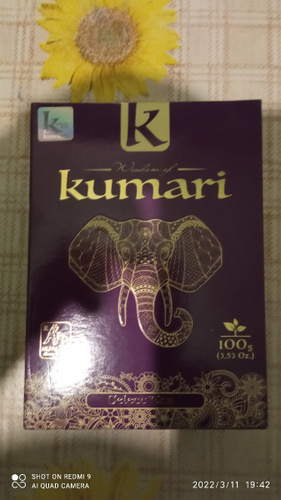 K
k
Wisdom of
kumari
100g
(3,53 Oz.)
SHOT ON REDMI 9
AI QUAD CAMERA
2022/3/11 19:42